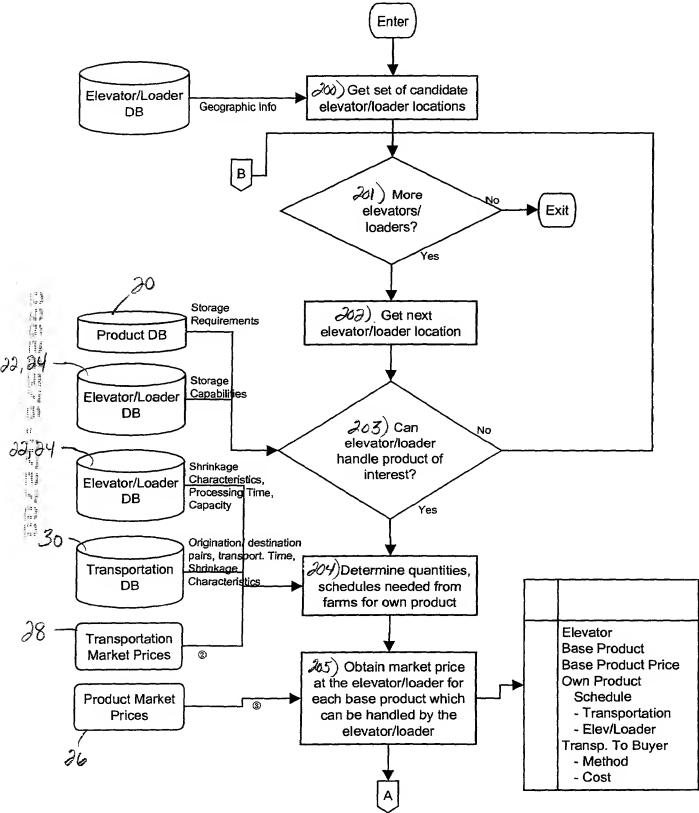 Enter
Elevator/Loader
DB
Geographic Info
200) Get set of candidate
elevator/loader locations
B
201) More
elevators/
loaders?
No
Exit
Yes
202) Get next
elevator/loader location
20
Product DB
Storage
Requirements
22,24
Elevator/Loader
DB
Storage
Capabilities
203) Can
elevator/loader
handle product of
interest?
No
Yes
22,24
Elevator/Loader
DB
Shrinkage
Characteristics,
Processing Time,
Capacity
30
Transportation
DB
Origination/ destination
pairs, transport. Time,
Shrinkage
Characteristics
204) Determine quantities,
schedules needed from
farms for own product
28
Transportation
Market Prices
205) Obtain market price
at the elevator/loader for
each base product which
can be handled by the
elevator/loader
Product Market
Prices
26
A
Elevator
Base Product
Base Product Price
Own Product
Schedule
- Transportation
- Elev/Loader
Transp. To Buyer
- Method
- Cost